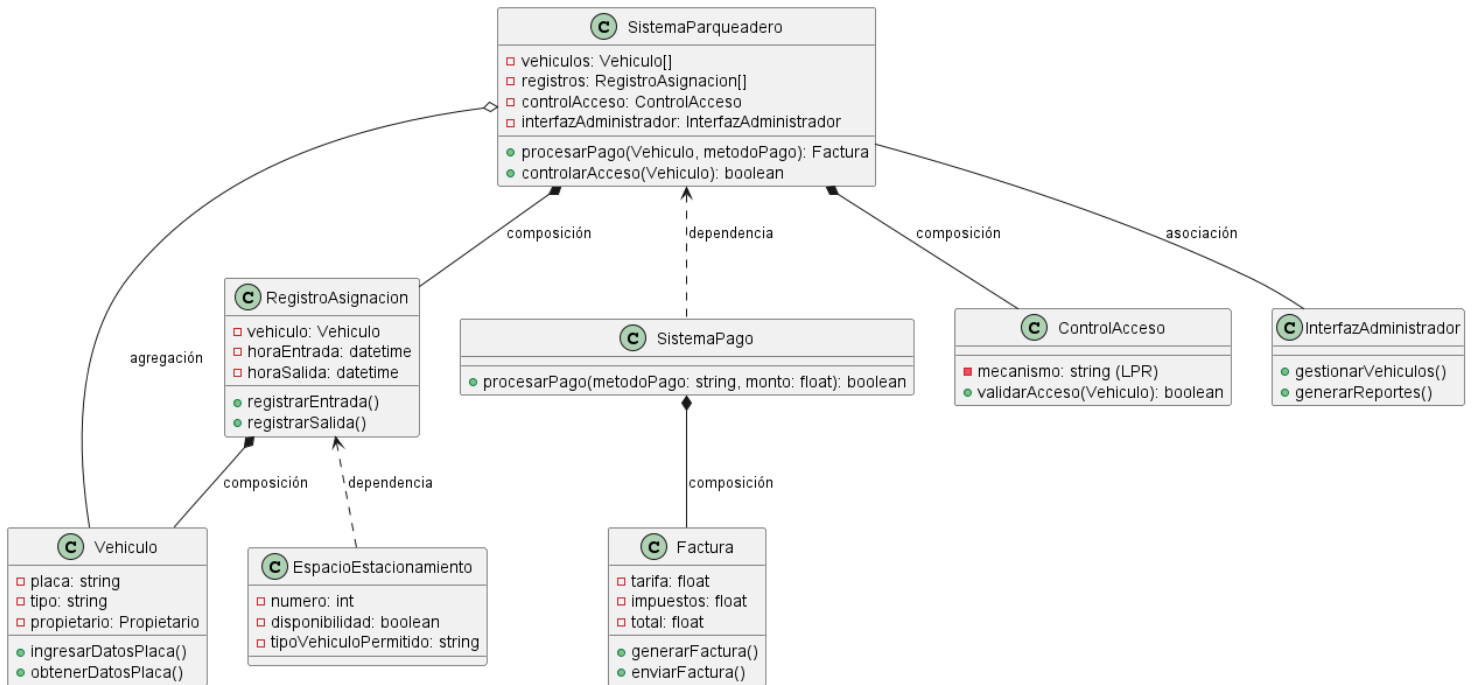 C SistemaParqueadero
vehiculos: Vehiculo[]
registros: RegistroAsignacion[]
controlAcceso: ControlAcceso
interfazAdministrador: InterfazAdministrador
procesarPago(Vehiculo, metodoPago): Factura
controlarAcceso(Vehiculo): boolean
composición
dependencia
composición
asociación
agregación
C RegistroAsignacion
vehiculo: Vehiculo
horaEntrada: datetime
horaSalida: datetime
registrarEntrada()
registrarSalida()
C SistemaPago
procesarPago(metodoPago: string, monto: float): boolean
C ControlAcceso
mecanismo: string (LPR)
validarAcceso(Vehiculo): boolean
C InterfazAdministrador
gestionarVehiculos()
generarReportes()
composición
dependencia
composición
C Vehiculo
placa: string
tipo: string
propietario: Propietario
ingresarDatosPlaca()
obtenerDatosPlaca()
C EspacioEstacionamiento
numero: int
disponibilidad: boolean
tipoVehiculoPermitido: string
C Factura
tarifa: float
impuestos: float
total: float
generarFactura()
enviarFactura()